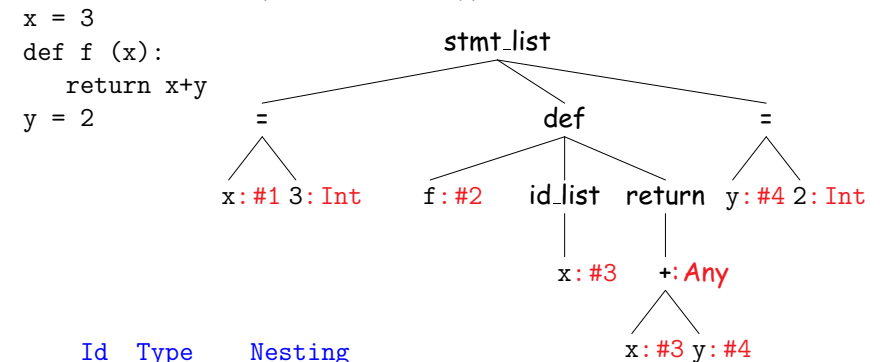 x = 3
def f (x):
return x+y
y = 2
stmt_list
= def =
x:#1 3:Int f:#2 id_list return y:#4 2:Int
x:#3 +:Any
x:#3 y:#4
Id Type Nesting